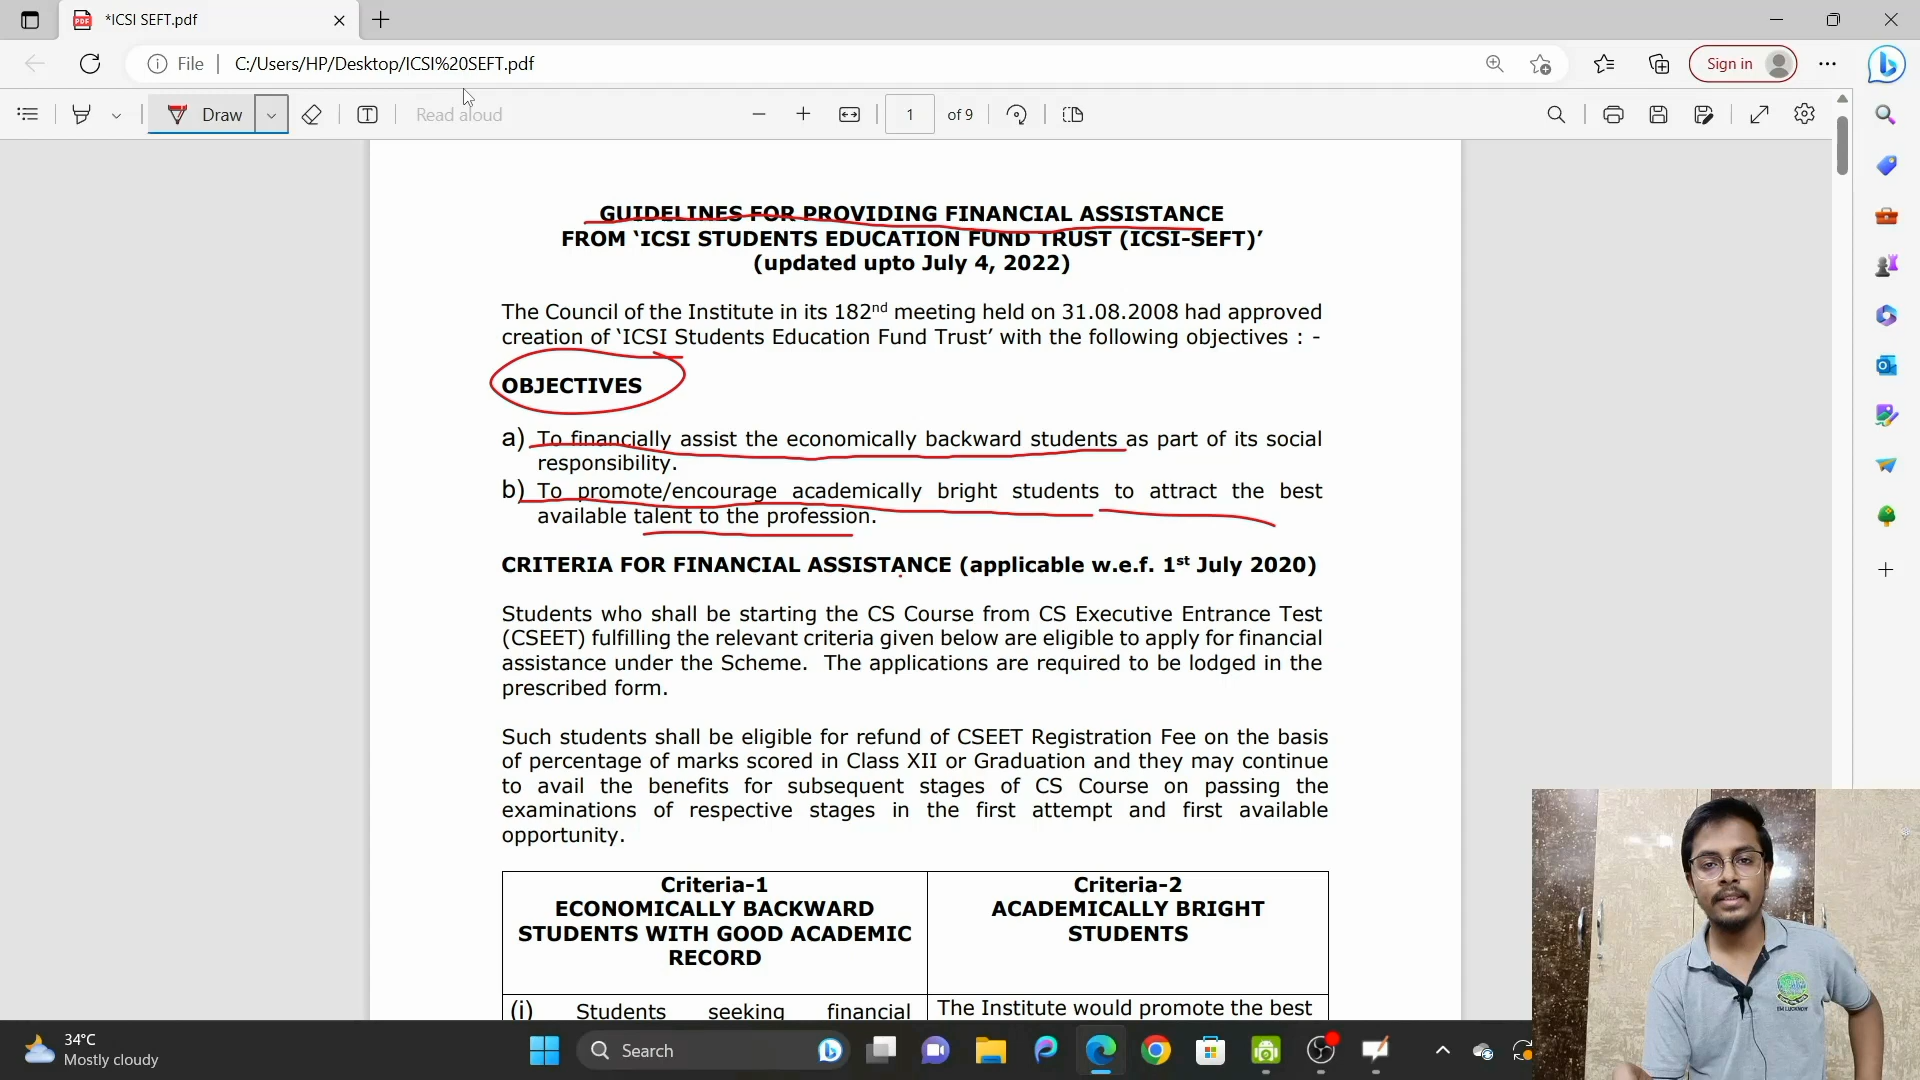 *ICSI SEFT.pdf
File
C:/Users/HP/Desktop/ICSI%20SEFT.pdf
Sign in
Draw
Read aloud
1
of 9
GUIDELINES FOR PROVIDING FINANCIAL ASSISTANCE
FROM ‘ICSI STUDENTS EDUCATION FUND TRUST (ICSI-SEFT)’
(updated upto July 4, 2022)
The Council of the Institute in its 182nd meeting held on 31.08.2008 had approved
creation of ‘ICSI Students Education Fund Trust’ with the following objectives : -
OBJECTIVES
a) To financially assist the economically backward students as part of its social
responsibility.
b) To promote/encourage academically bright students to attract the best
available talent to the profession.
CRITERIA FOR FINANCIAL ASSISTANCE (applicable w.e.f. 1st July 2020)
Students who shall be starting the CS Course from CS Executive Entrance Test
(CSEET) fulfilling the relevant criteria given below are eligible to apply for financial
assistance under the Scheme. The applications are required to be lodged in the
prescribed form.
Such students shall be eligible for refund of CSEET Registration Fee on the basis
of percentage of marks scored in Class XII or Graduation and they may continue
to avail the benefits for subsequent stages of CS Course on passing the
examinations of respective stages in the first attempt and first available
opportunity.
Criteria-1
ECONOMICALLY BACKWARD
STUDENTS WITH GOOD ACADEMIC
RECORD
Criteria-2
ACADEMICALLY BRIGHT
STUDENTS
(i) Students seeking financial
The Institute would promote the best
34°C
Mostly cloudy
Search